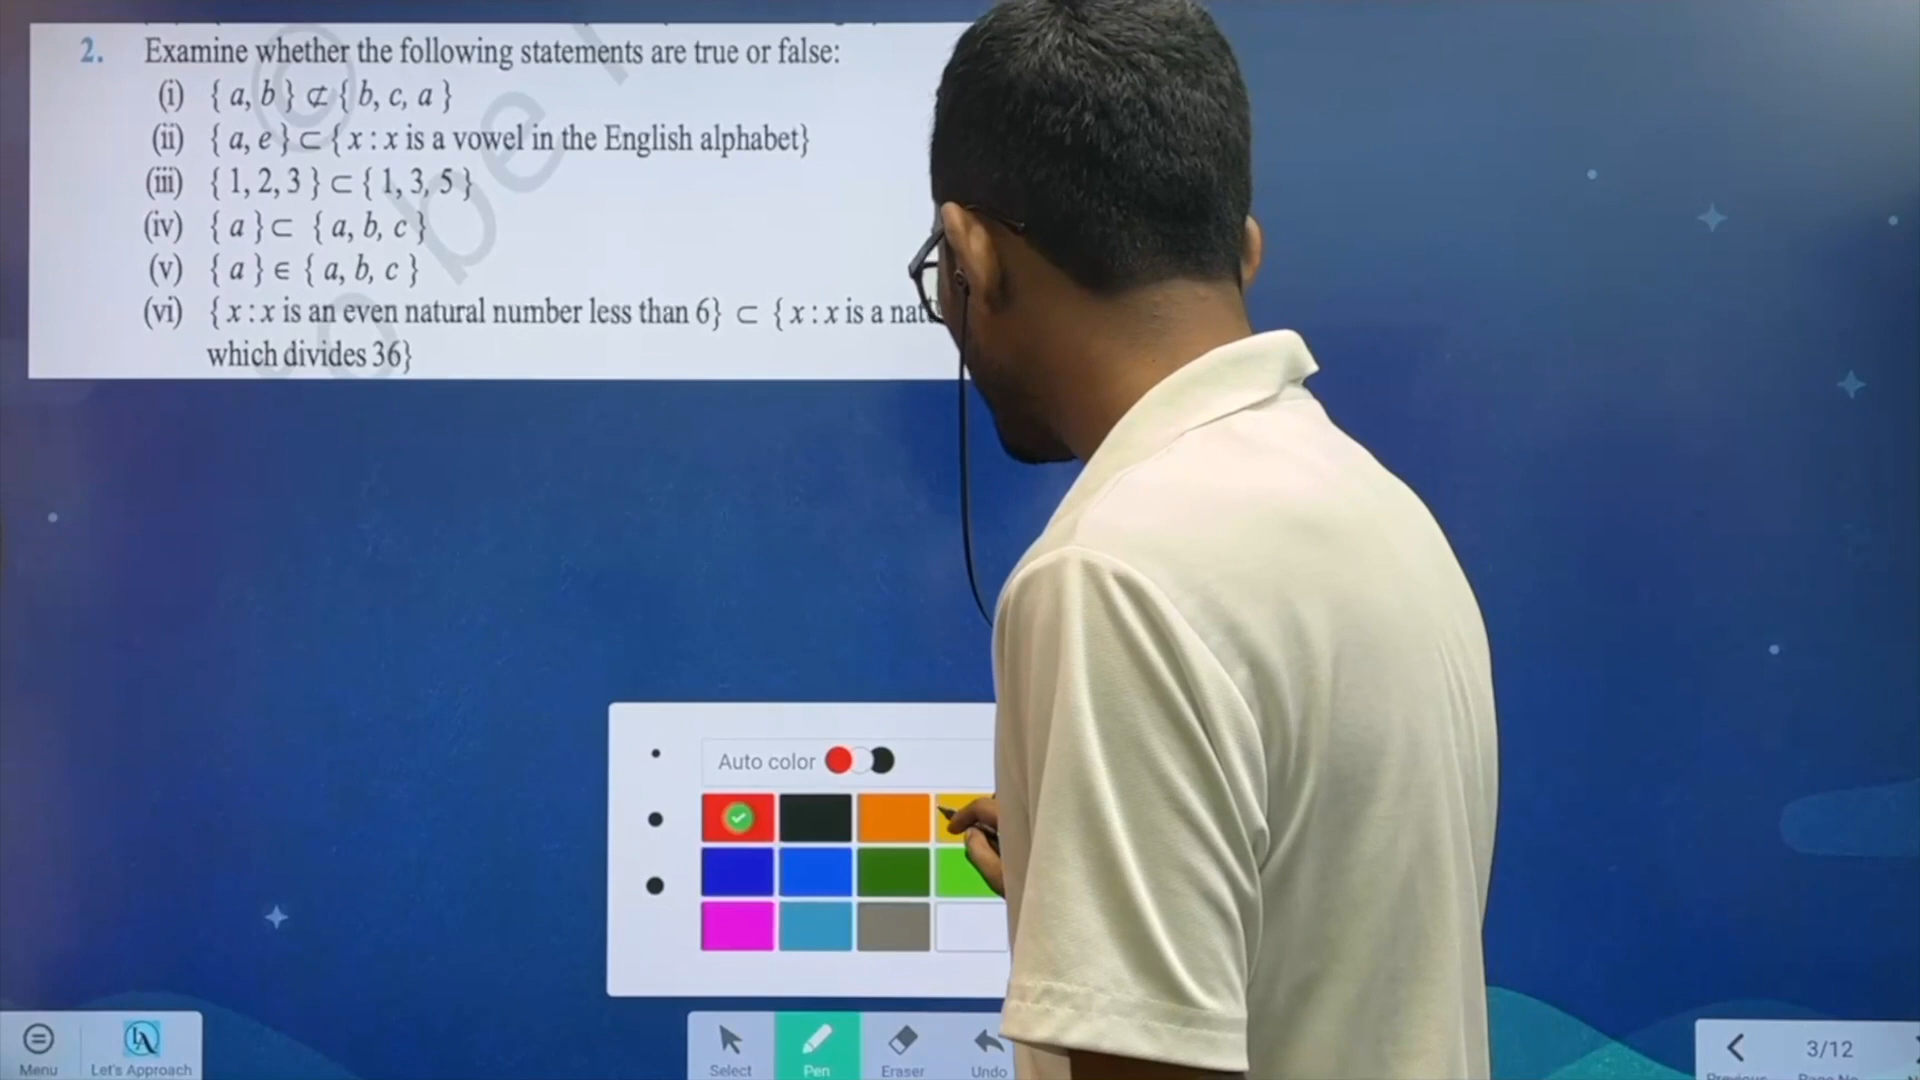 2. Examine whether the following statements are true or false:
(i) { a, b } ⊄ { b, c, a }
(ii) { a, e } ⊂ { x : x is a vowel in the English alphabet}
(iii) { 1, 2, 3 } ⊂ { 1, 3, 5 }
(iv) { a } ⊂ { a, b, c }
(v) { a } ∈ { a, b, c }
(vi) { x : x is an even natural number less than 6} ⊂ { x : x is a
which divides 36}
Auto color
Menu
Let's Approach
Select
Pen
Eraser
Undo
3/12